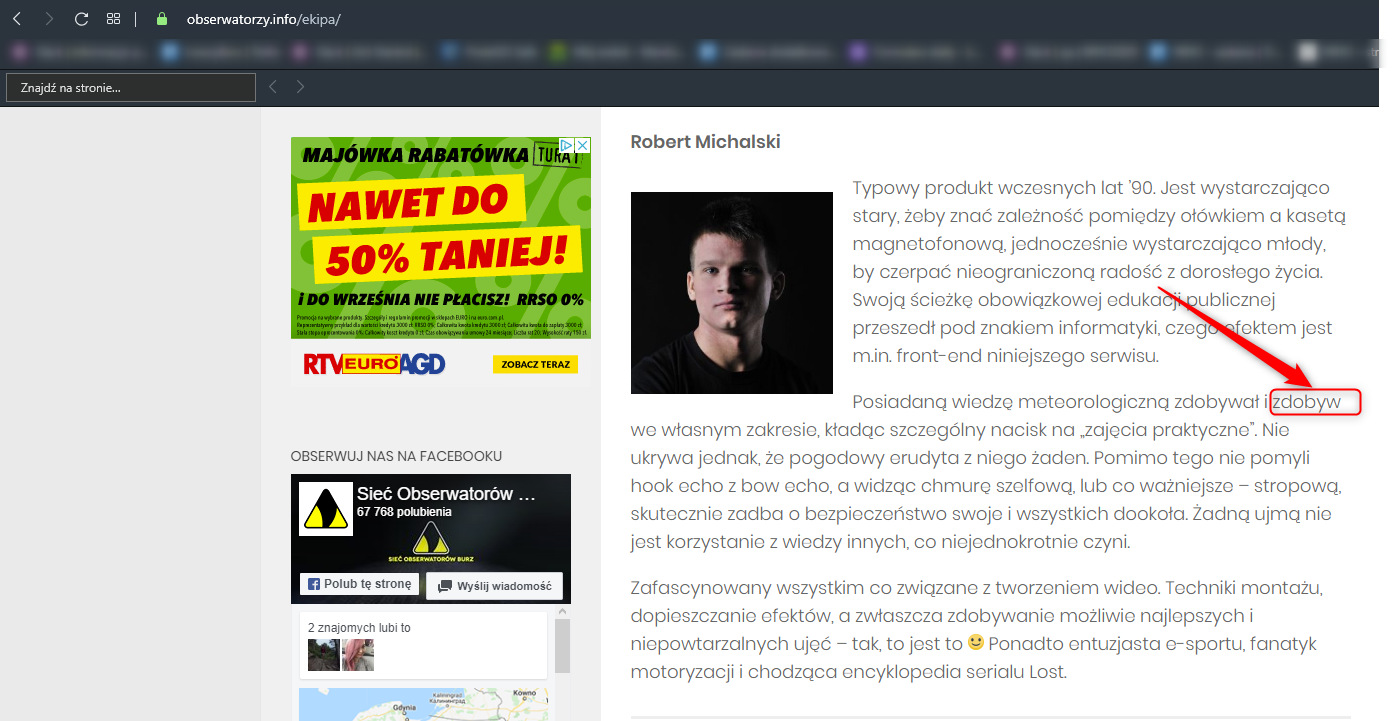 obserwatorzy.info/ekipa/
Znajdź na stronie...
MAJÓWKA RABATÓWKA
NAWET DO
50% TANIEJ!
I DO WRZEŚNIA NIE PŁACISZ! RRSO 0%
RTV EURO AGD
ZOBACZ TERAZ
OBSERWUJ NAS NA FACEBOOKU
Sieć Obserwatorów ...
67 768 polubienia
SIEĆ OBSERWATORÓW BURZ
Polub tę stronę
Wyślij wiadomość
2 znajomych lubi to
Gdynia
Kaliningrad
Калининград
Kowno
Robert Michalski
Typowy produkt wczesnych lat ’90. Jest wystarczająco
stary, żeby znać zależność pomiędzy ołówkiem a kasetą
magnetofonową, jednocześnie wystarczająco młody,
by czerpać nieograniczoną radość z dorosłego życia.
Swoją ścieżkę obowiązkowej edukacji publicznej
przeszedł pod znakiem informatyki, czego efektem jest
m.in. front-end niniejszego serwisu.
Posiadaną wiedzę meteorologiczną zdobywał i zdobyw
we własnym zakresie, kładąc szczególny nacisk na „zajęcia praktyczne”. Nie
ukrywa jednak, że pogodowy erudyta z niego żaden. Pomimo tego nie pomyli
hook echo z bow echo, a widząc chmurę szelfową, lub co ważniejsze – stropową,
skutecznie zadba o bezpieczeństwo swoje i wszystkich dookoła. Żadną ujmą nie
jest korzystanie z wiedzy innych, co niejednokrotnie czyni.
Zafascynowany wszystkim co związane z tworzeniem wideo. Techniki montażu,
dopieszczanie efektów, a zwłaszcza zdobywanie możliwie najlepszych i
niepowtarzalnych ujęć – tak, to jest to 😀 Ponadto entuzjasta e-sportu, fanatyk
motoryzacji i chodząca encyklopedia serialu Lost.